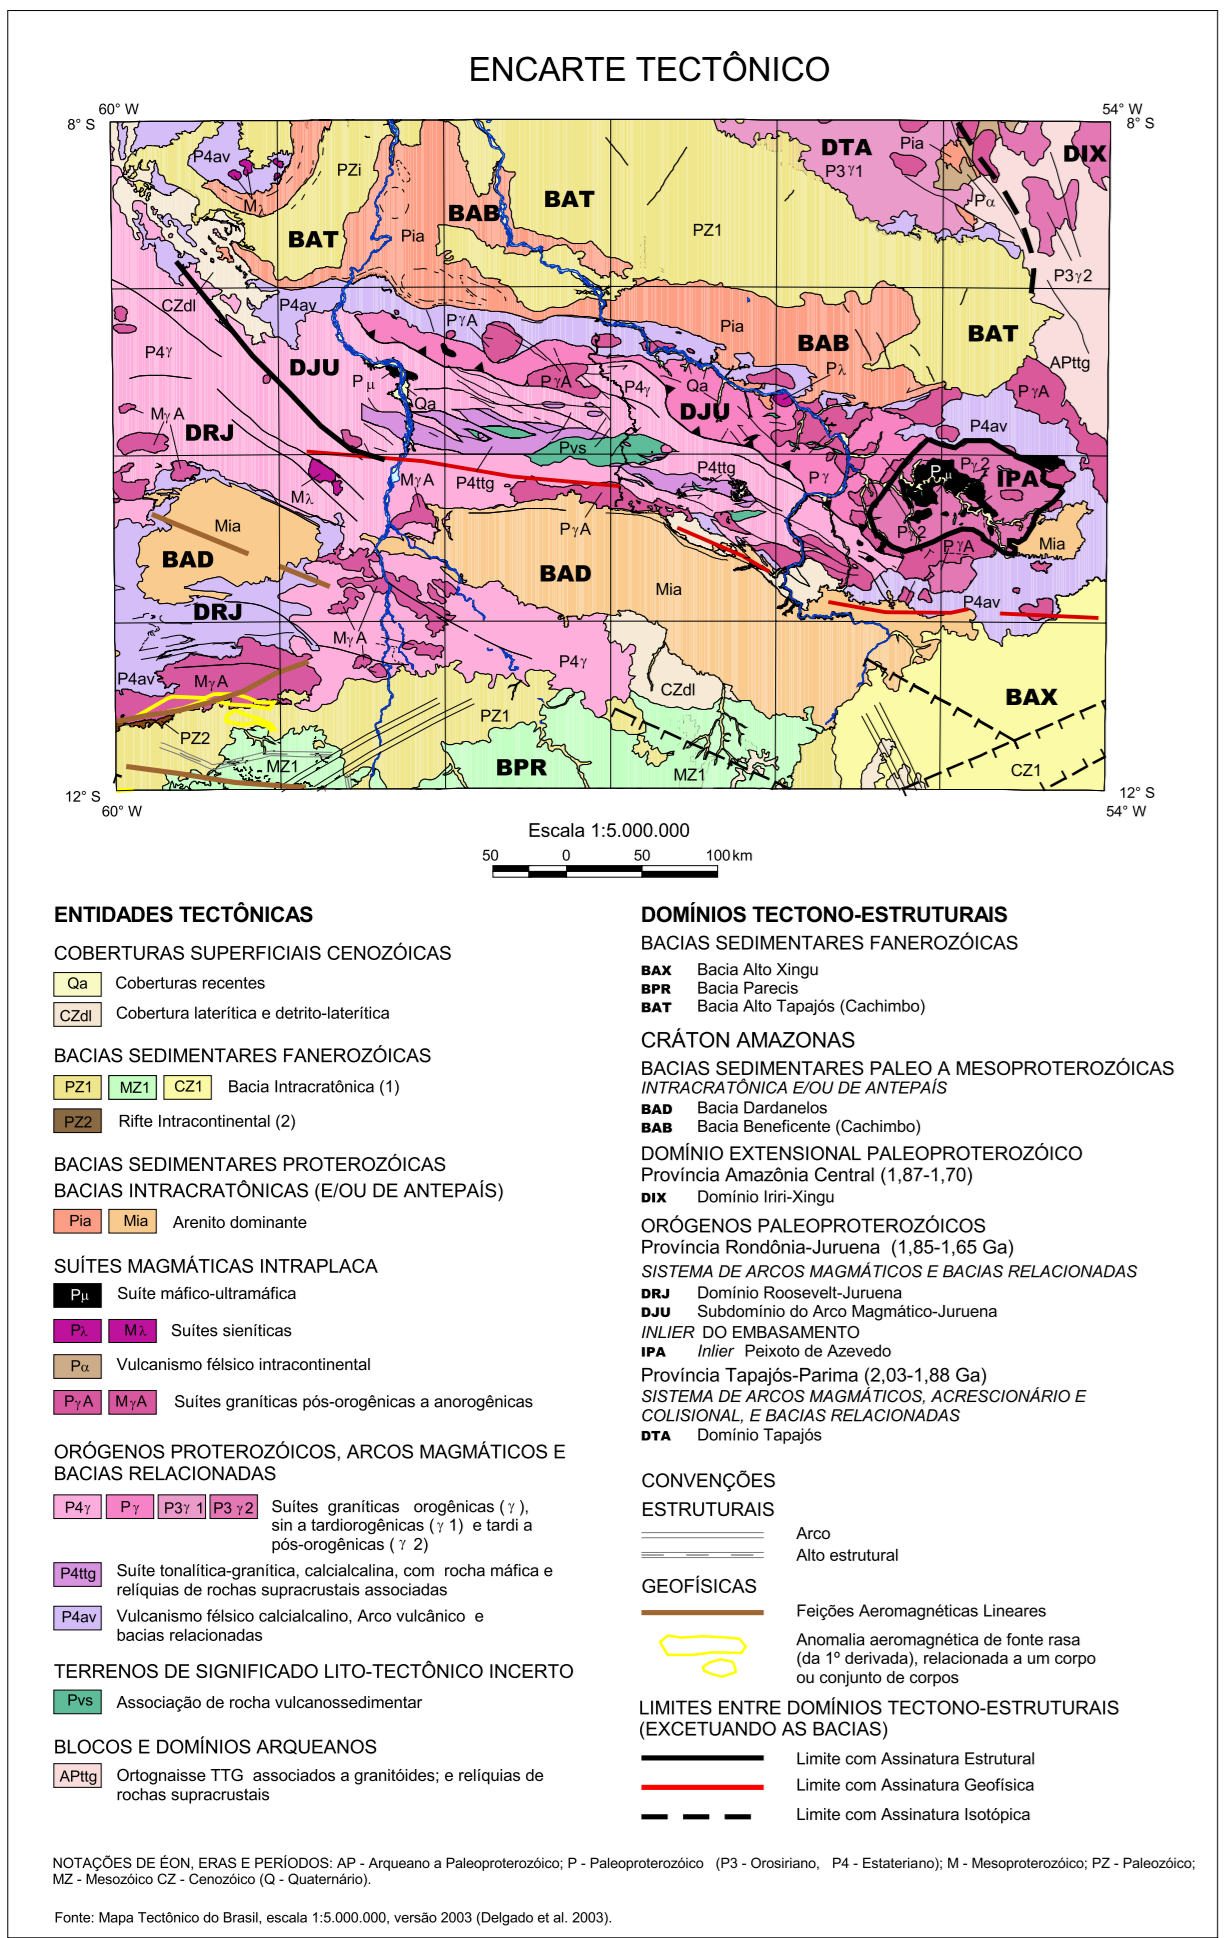 ENCARTE TECTÔNICO
60° W
54° W
8° S
8° S
P4av
PZi
Mλ
BAT
Pia
BAB
BAT
PZ1
DTA
P3γ1
Pia
Pα
DIX
P3γ2
CZdl
P4av
PγA
Pia
BAB
BAT
APttg
P4γ
DJU
Pμ
PγA
P4γ
Qa
Pλ
PγA
MγA
DRJ
Qa
DJU
P4av
Pvs
P4ttg
Pγ
Pμ
Pγ2
IPA
Mλ
MγA
P4ttg
Mia
PγA
Pγ2
PγA
Mia
BAD
BAD
Mia
P4av
DRJ
MγA
P4γ
P4av
MγA
CZdl
BAX
PZ1
PZ2
MZ1
BPR
MZ1
CZ1
12° S
12° S
60° W
54° W
Escala 1:5.000.000
50 0 50 100 km
ENTIDADES TECTÔNICAS
COBERTURAS SUPERFICIAIS CENOZÓICAS
Qa Coberturas recentes
CZdl Cobertura laterítica e detrito-laterítica
BACIAS SEDIMENTARES FANEROZÓICAS
PZ1 MZ1 CZ1 Bacia Intracratônica (1)
PZ2 Rifte Intracontinental (2)
BACIAS SEDIMENTARES PROTEROZÓICAS
BACIAS INTRACRATÔNICAS (E/OU DE ANTEPAÍS)
Pia Mia Arenito dominante
SUÍTES MAGMÁTICAS INTRAPLACA
Pμ Suíte máfico-ultramáfica
Pλ Mλ Suítes sieníticas
Pα Vulcanismo félsico intracontinental
PγA MγA Suítes graníticas pós-orogênicas a anorogênicas
ORÓGENOS PROTEROZÓICOS, ARCOS MAGMÁTICOS E
BACIAS RELACIONADAS
P4γ Pγ P3γ 1 P3 γ2 Suítes graníticas orogênicas ( γ ),
sin a tardiorogênicas ( γ 1) e tardi a
pós-orogênicas ( γ 2)
P4ttg Suíte tonalítica-granítica, calcialcalina, com rocha máfica e
relíquias de rochas supracrustais associadas
P4av Vulcanismo félsico calcialcalino, Arco vulcânico e
bacias relacionadas
TERRENOS DE SIGNIFICADO LITO-TECTÔNICO INCERTO
Pvs Associação de rocha vulcanossedimentar
BLOCOS E DOMÍNIOS ARQUEANOS
APttg Ortognaisse TTG associados a granitóides; e relíquias de
rochas supracrustais
DOMÍNIOS TECTONO-ESTRUTURAIS
BACIAS SEDIMENTARES FANEROZÓICAS
BAX Bacia Alto Xingu
BPR Bacia Parecis
BAT Bacia Alto Tapajós (Cachimbo)
CRÁTON AMAZONAS
BACIAS SEDIMENTARES PALEO A MESOPROTERZÓICAS
INTRACRATÔNICA E/OU DE ANTEPAÍS
BAD Bacia Dardanelos
BAB Bacia Beneficente (Cachimbo)
DOMÍNIO EXTENSIONAL PALEOPROTEROZÓICO
Província Amazônia Central (1,87-1,70)
DIX Domínio Iriri-Xingu
ORÓGENOS PALEOPROTEROZÓICOS
Província Rondônia-Juruena (1,85-1,65 Ga)
SISTEMA DE ARCOS MAGMÁTICOS E BACIAS RELACIONADAS
DRJ Domínio Roosevelt-Juruena
DJU Subdomínio do Arco Magmático-Juruena
INLIER DO EMBASAMENTO
IPA Inlier Peixoto de Azevedo
Província Tapajós-Parima (2,03-1,88 Ga)
SISTEMA DE ARCOS MAGMÁTICOS, ACRESCIONÁRIO E
COLISIONAL, E BACIAS RELACIONADAS
DTA Domínio Tapajós
CONVENÇÕES
ESTRUTURAIS
Arco
Alto estrutural
GEOFÍSICAS
Feições Aeromagnéticas Lineares
Anomalia aeromagnética de fonte rasa
(da 1º derivada), relacionada a um corpo
ou conjunto de corpos
LIMITES ENTRE DOMÍNIOS TECTONO-ESTRUTURAIS
(EXCETUANDO AS BACIAS)
Limite com Assinatura Estrutural
Limite com Assinatura Geofísica
Limite com Assinatura Isotópica
NOTAÇÕES DE ÉON, ERAS E PERÍODOS: AP - Arqueano a Paleoproterozóico; P - Paleoproterozóico (P3 - Orosiriano, P4 - Estateriano); M - Mesoproterozóico; PZ - Paleozóico;
MZ - Mesozóico CZ - Cenozóico (Q - Quaternário).
Fonte: Mapa Tectônico do Brasil, escala 1:5.000.000, versão 2003 (Delgado et al. 2003).